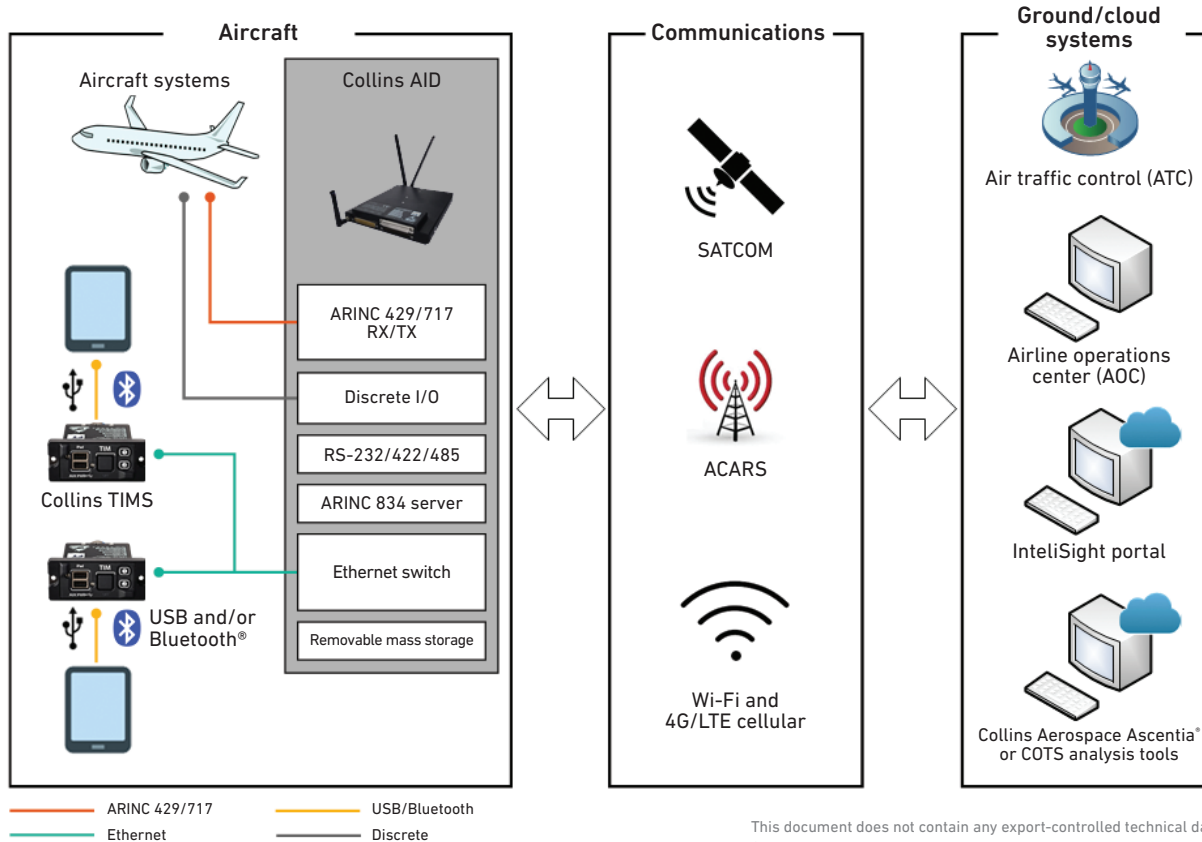 Aircraft
Aircraft systems
Collins AID
ARINC 429/717
RX/TX
Discrete I/O
RS-232/422/485
ARINC 834 server
Ethernet switch
Removable mass storage
TIM
Collins TIMS
TIM
USB and/or
Bluetooth®
Communications
SATCOM
ACARS
Wi-Fi and
4G/LTE cellular
Ground/cloud
systems
Air traffic control (ATC)
Airline operations
center (AOC)
InteliSight portal
Collins Aerospace Ascentia®
or COTS analysis tools
ARINC 429/717
USB/Bluetooth
Ethernet
Discrete
This document does not contain any export-controlled technical da